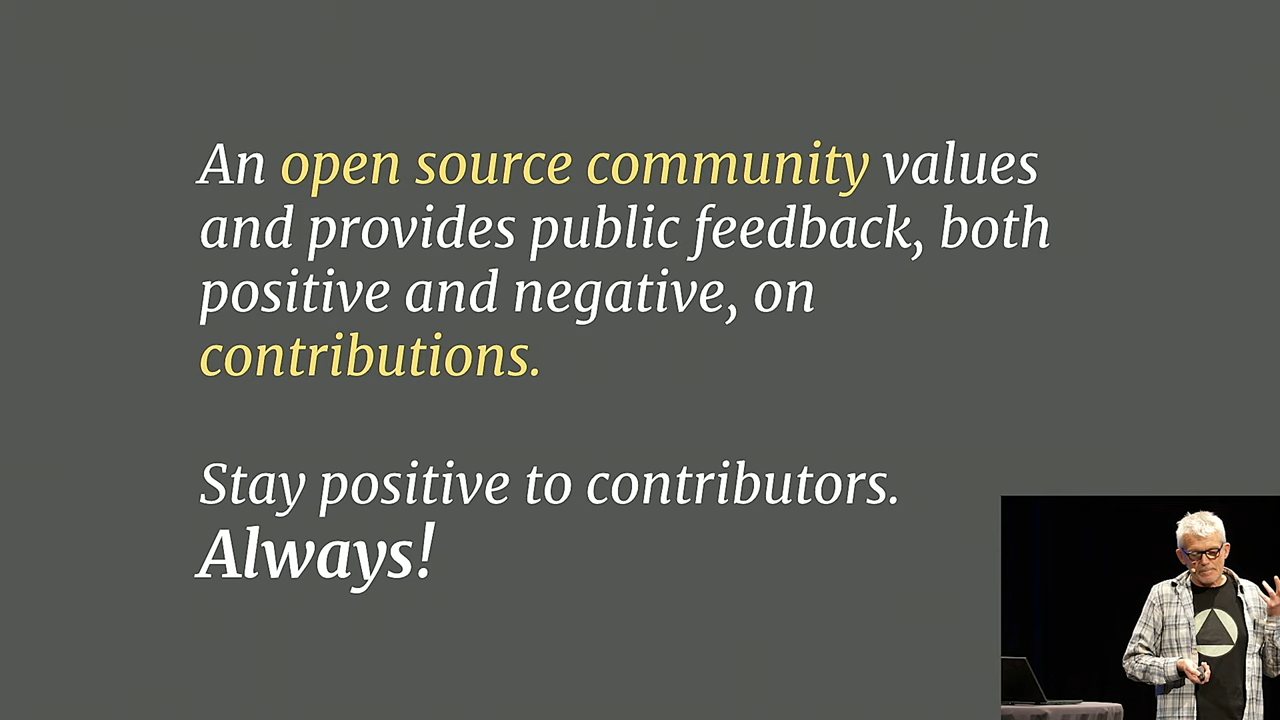 An open source community values
and provides public feedback, both
positive and negative, on
contributions.
Stay positive to contributors.
Always!